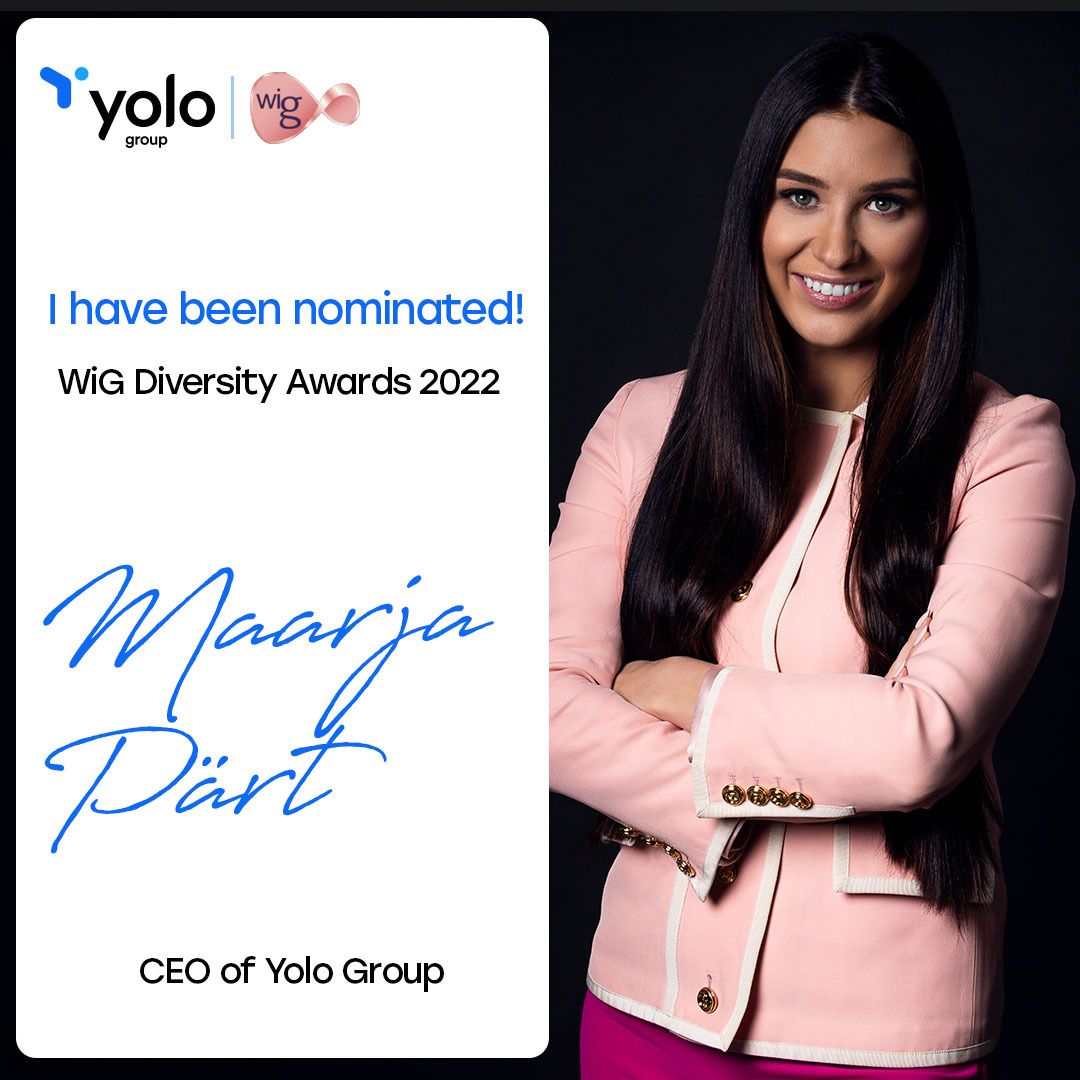 yolo
group
wig
I have been nominated!
WiG Diversity Awards 2022
Maarja
Pärt
CEO of Yolo Group